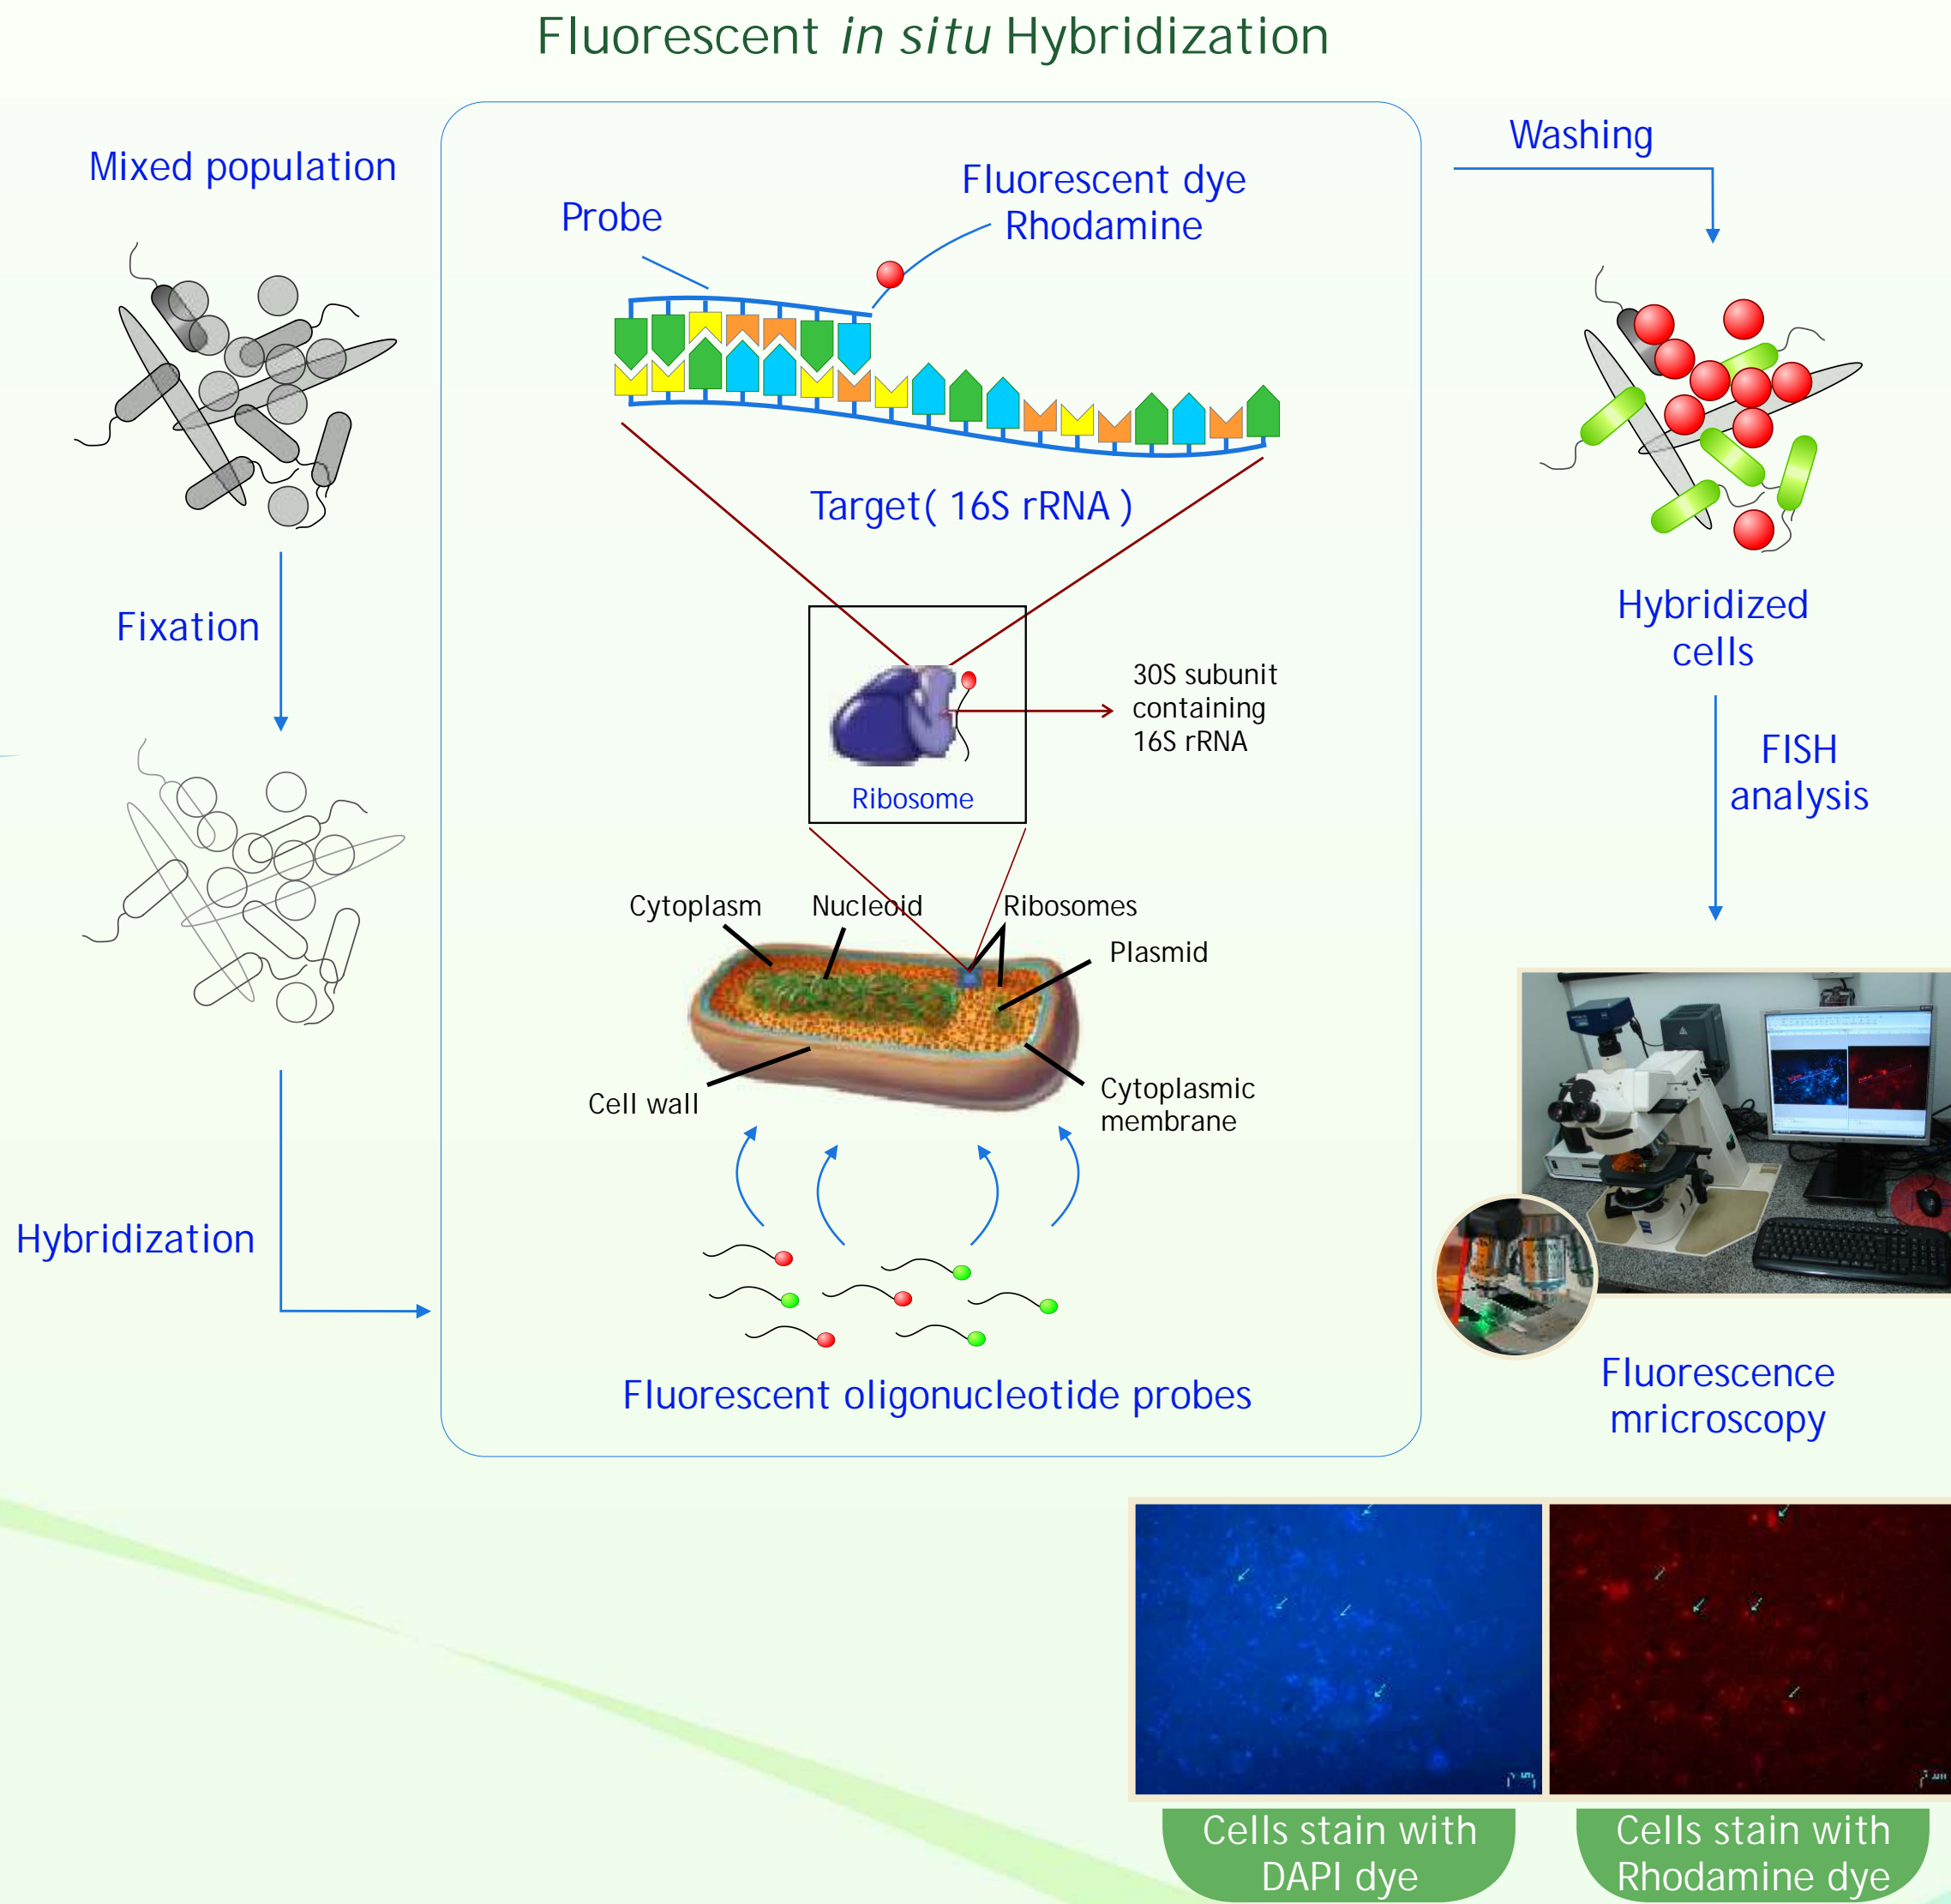 Fluorescent in situ Hybridization
Mixed population
Fixation
Hybridization
Probe
Fluorescent dye
Rhodamine
Target( 16S rRNA )
30S subunit
containing
16S rRNA
Ribosome
Cytoplasm
Nucleoid
Ribosomes
Plasmid
Cell wall
Cytoplasmic
membrane
Fluorescent oligonucleotide probes
Washing
Hybridized
cells
FISH
analysis
Fluorescence
mricroscopy
Cells stain with
DAPI dye
Cells stain with
Rhodamine dye